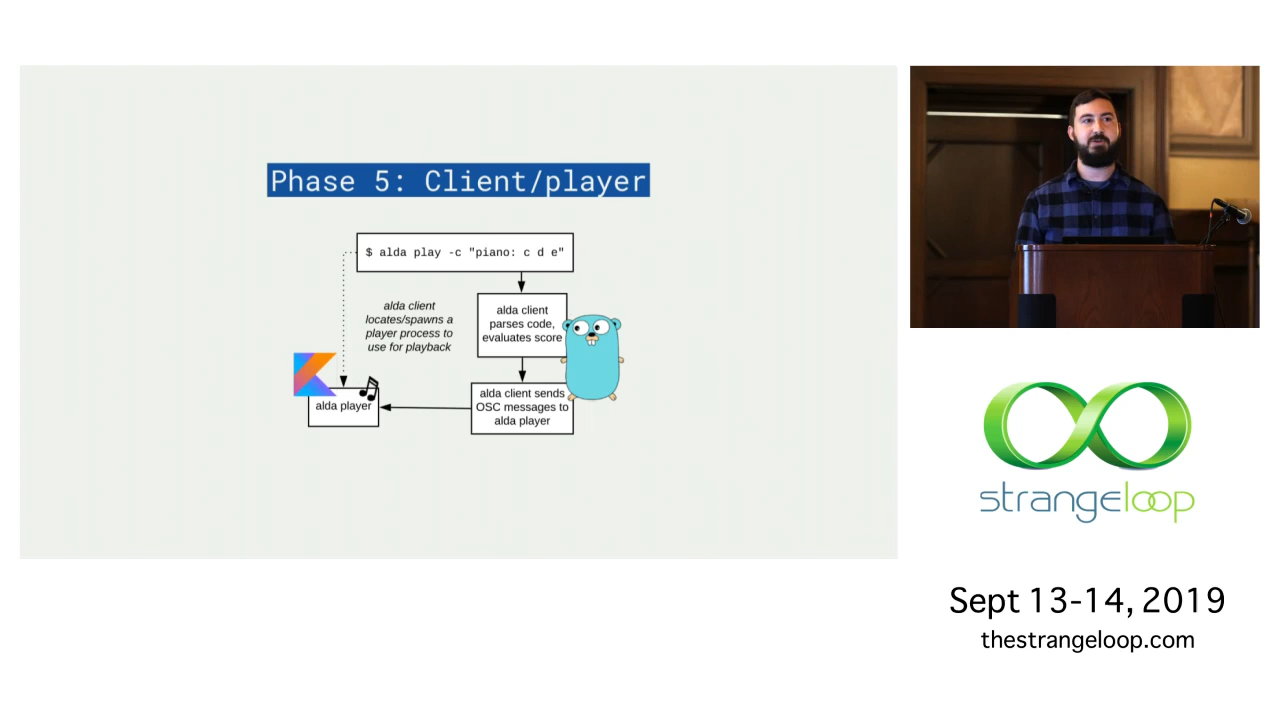 Phase 5: Client/player
$ alda play -c "piano: c d e"
alda client
locates/spawns a
player process to
use for playback
alda client
parses code,
evaluates score
alda player
alda client sends
OSC messages to
alda player
strangeloop
Sept 13-14, 2019
thestrangeloop.com